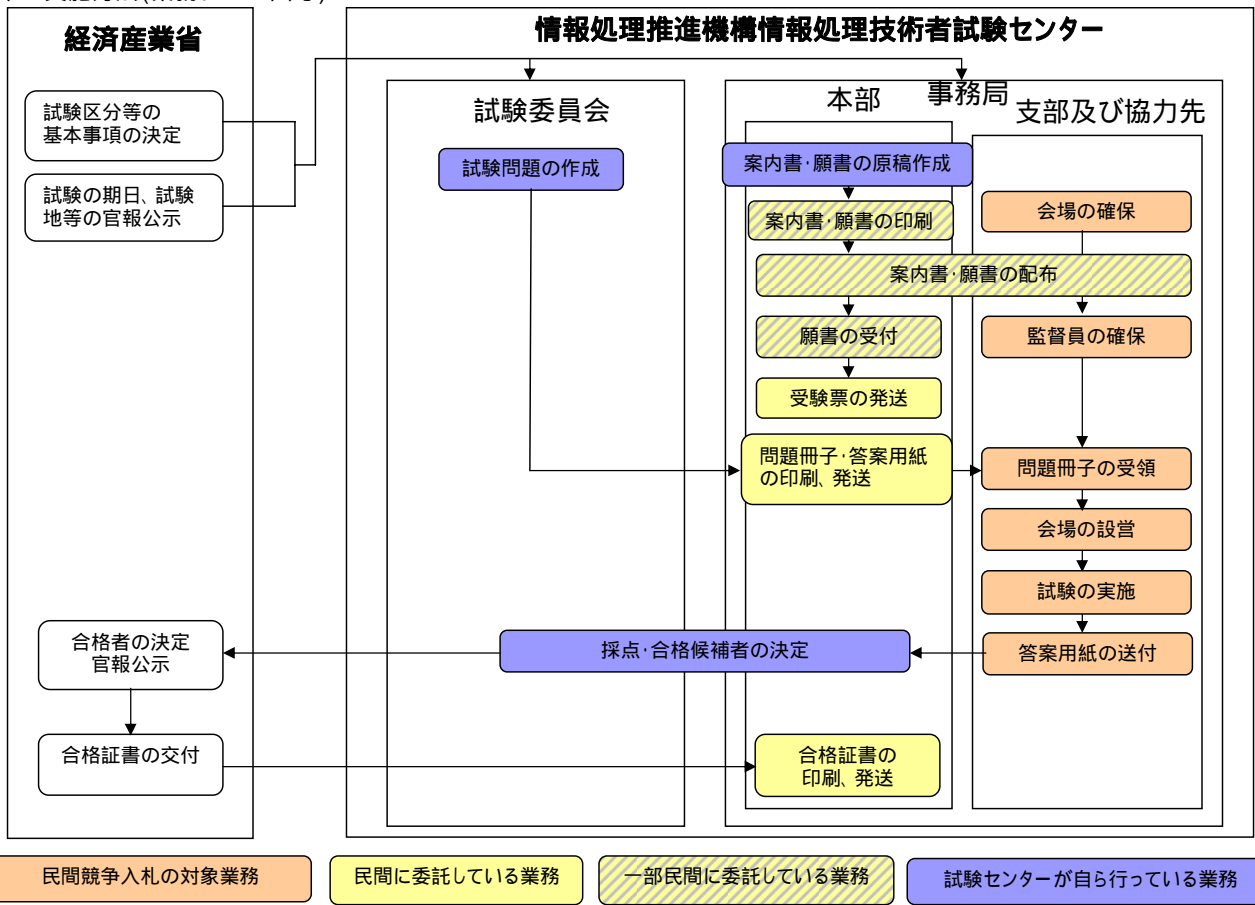 経済産業省
情報処理推進機構情報処理技術者試験センター
試験区分等の
基本事項の決定
試験の期日、試験
地等の官報公示
試験委員会
事務局
本部
支部及び協力先
試験問題の作成
案内書・願書の原稿作成
案内書・願書の印刷
会場の確保
案内書・願書の配布
願書の受付
監督員の確保
受験票の発送
問題冊子・答案用紙
の印刷、発送
問題冊子の受領
会場の設営
試験の実施
合格者の決定
官報公示
採点・合格候補者の決定
答案用紙の送付
合格証書の交付
合格証書の
印刷、発送
民間競争入札の対象業務
民間に委託している業務
一部民間に委託している業務
試験センターが自ら行っている業務